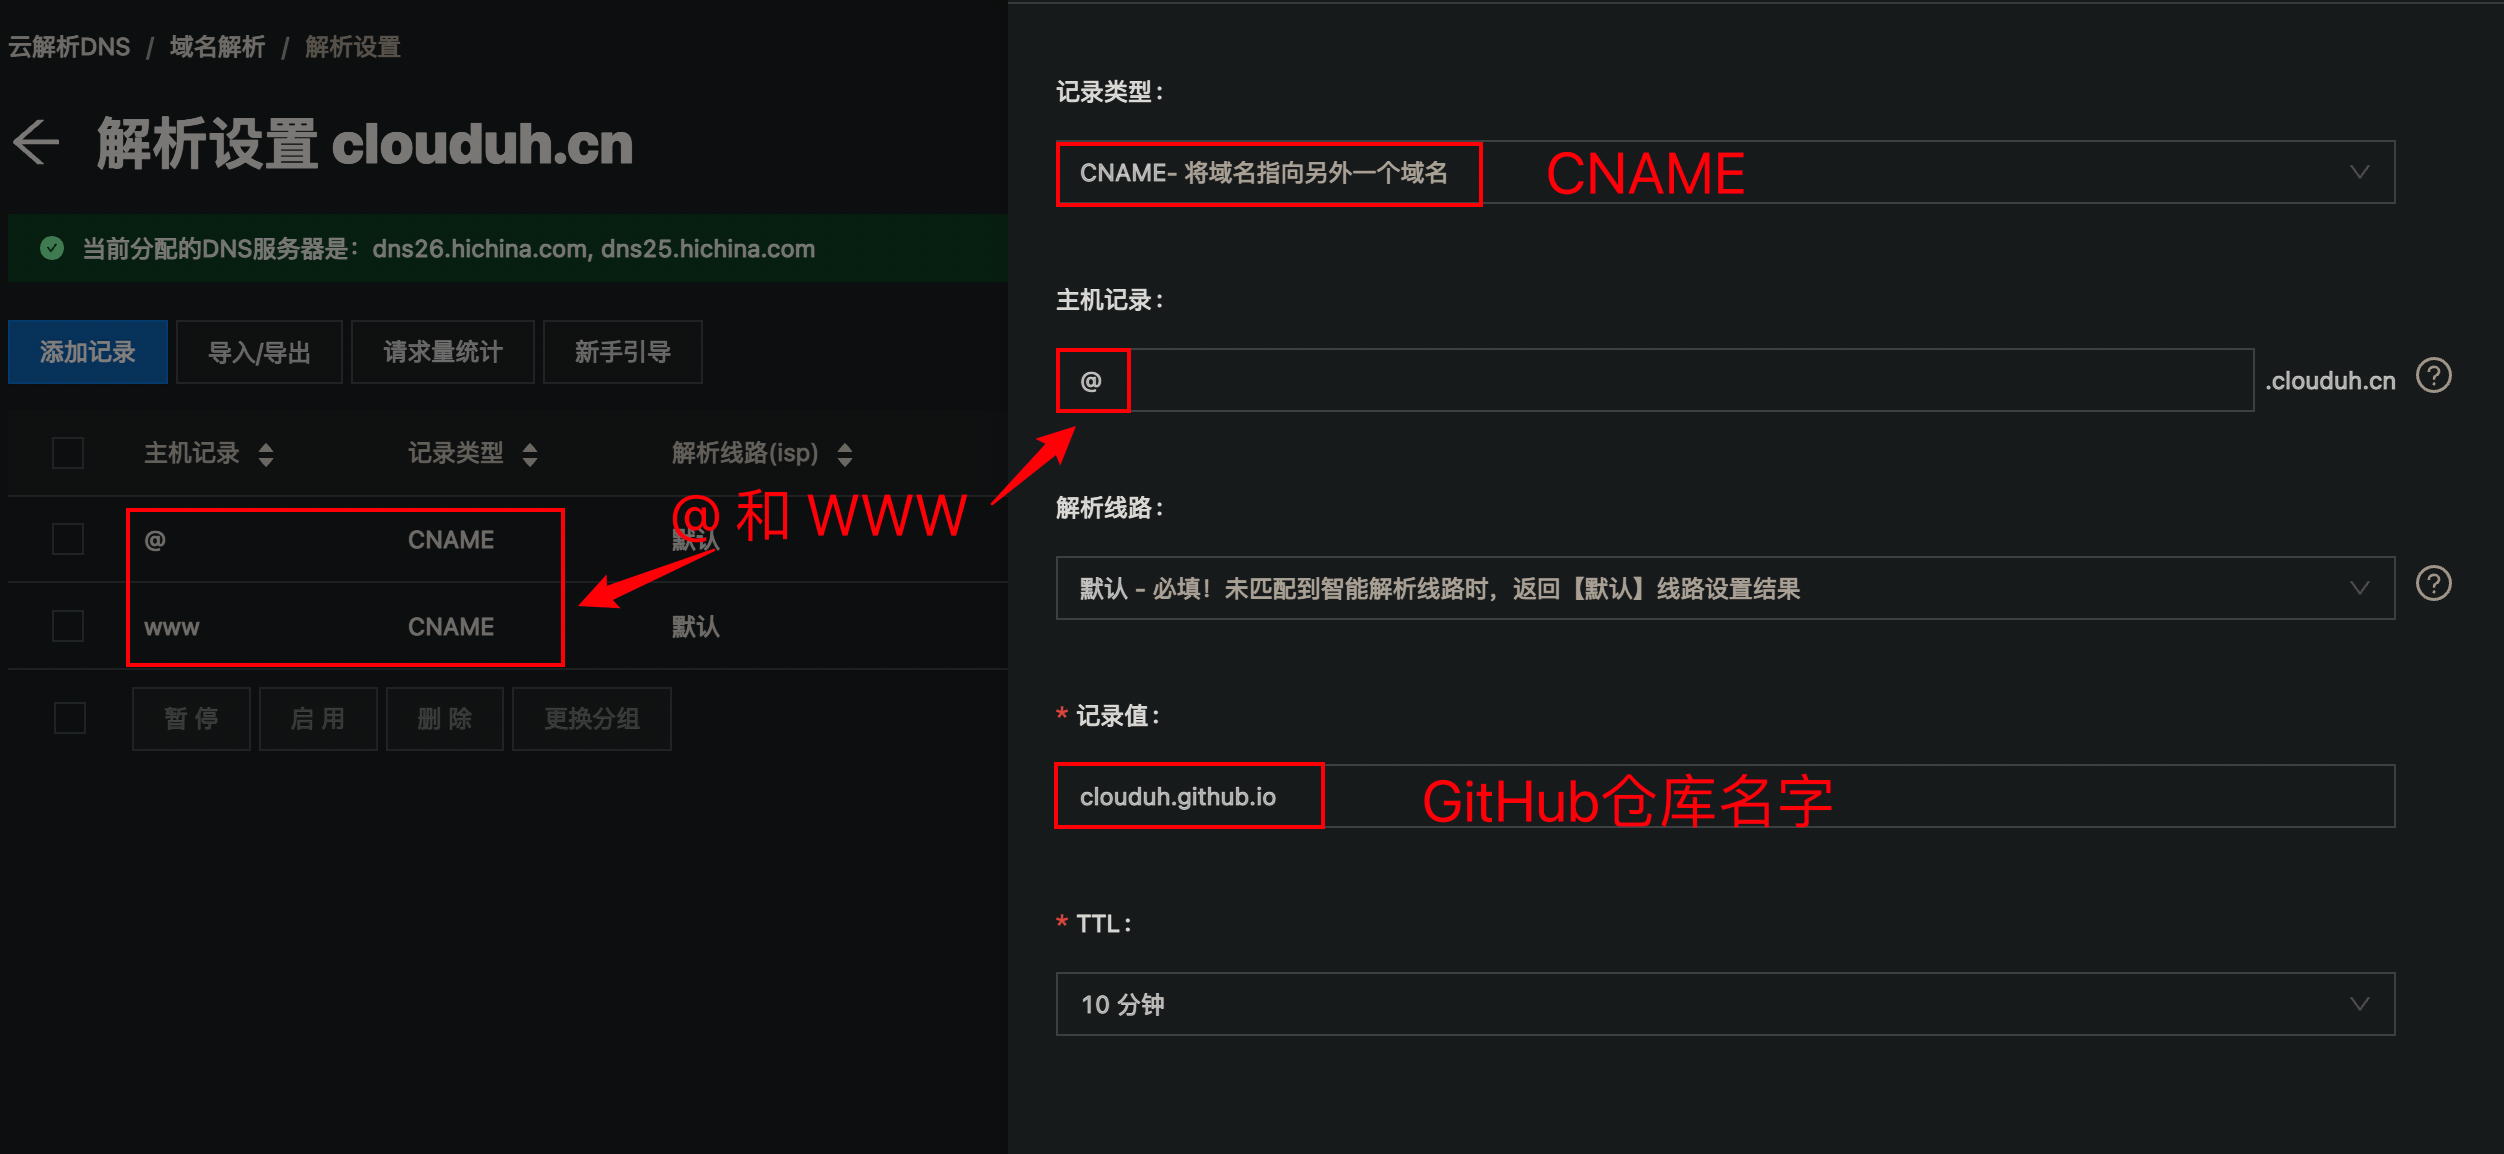 云解析DNS / 域名解析 / 解析设置
解析设置 clouduh.cn
当前分配的DNS服务器是：dns26.hichina.com, dns25.hichina.com
添加记录 导入/导出 请求量统计 新手引导
主机记录 记录类型 解析线路(isp)
@ CNAME 默认
www CNAME 默认
@ 和 WWW
暂 停 启 用 删 除 更换分组
记录类型：
CNAME- 将域名指向另外一个域名
CNAME
主机记录：
@ .clouduh.cn
解析线路：
默认 - 必填！未匹配到智能解析线路时，返回【默认】线路设置结果
* 记录值：
clouduh.github.io
GitHub仓库名字
* TTL：
10 分钟